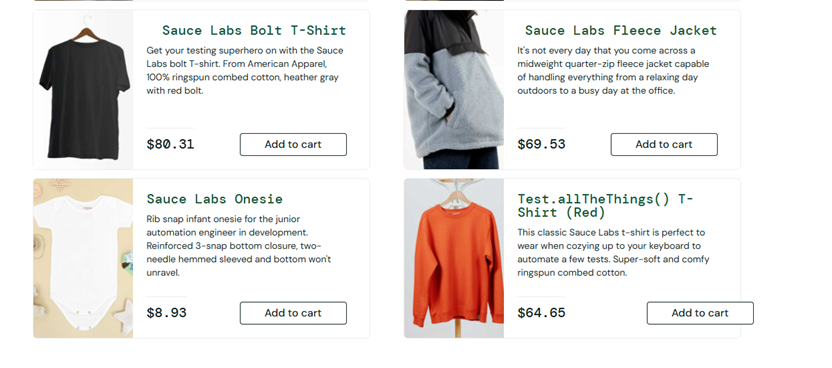 Sauce Labs Bolt T-Shirt
Get your testing superhero on with the Sauce
Labs bolt T-shirt. From American Apparel,
100% ringspun combed cotton, heather gray
with red bolt.
$80.31
Add to cart
Sauce Labs Fleece Jacket
It's not every day that you come across a
midweight quarter-zip fleece jacket capable
of handling everything from a relaxing day
outdoors to a busy day at the office.
$69.53
Add to cart
Sauce Labs Onesie
Rib snap infant onesie for the junior
automation engineer in development.
Reinforced 3-snap bottom closure, two-
needle hemmed sleeved and bottom won't
unravel.
$8.93
Add to cart
Test.allTheThings() T-
Shirt (Red)
This classic Sauce Labs t-shirt is perfect to
wear when cozying up to your keyboard to
automate a few tests. Super-soft and comfy
ringspun combed cotton.
$64.65
Add to cart